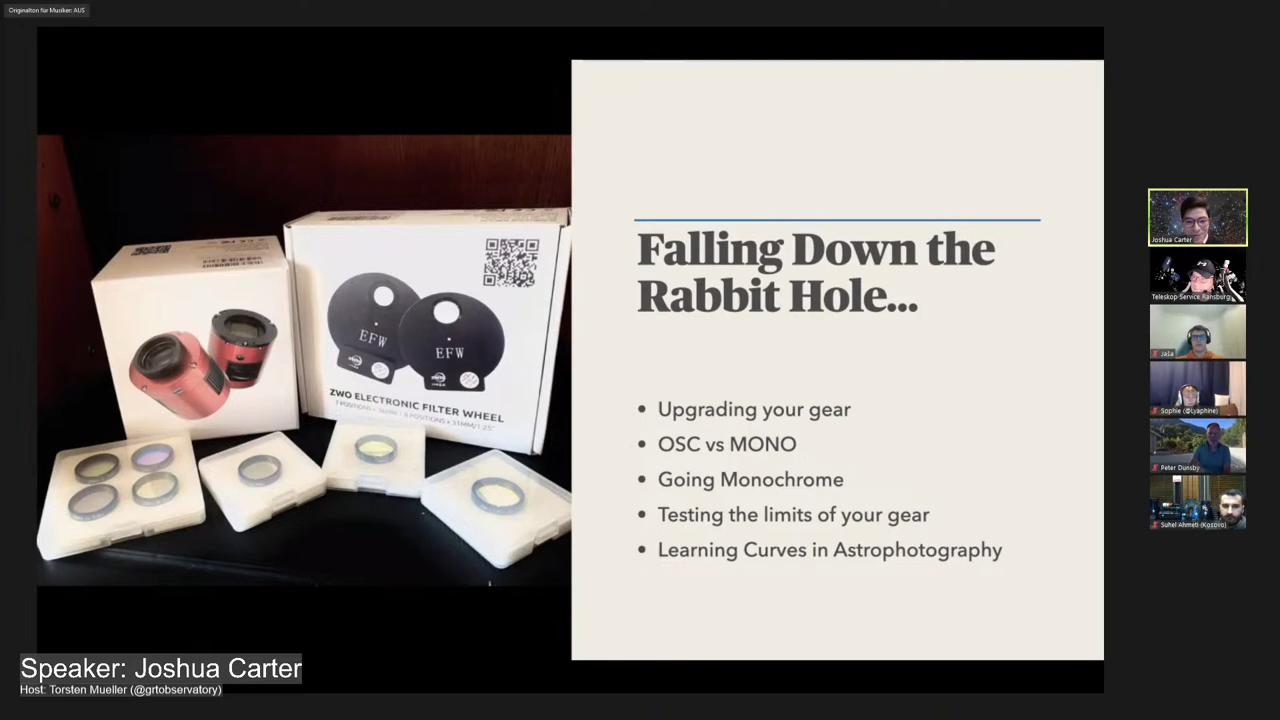 Originalton für Musiker: AUS
Falling Down the
Rabbit Hole...
• Upgrading your gear
• OSC vs MONO
• Going Monochrome
• Testing the limits of your gear
• Learning Curves in Astrophotography
EFW
EFW
ZWO ELECTRONIC FILTER WHEEL
Joshua Carter
Teleskop-Service Ransburg
Jaša
Sophie (@Lyaphine)
Peter Dunsby
Suhel Ahmeti (Kosovo)
Speaker: Joshua Carter
Host: Torsten Mueller (@grtobservatory)